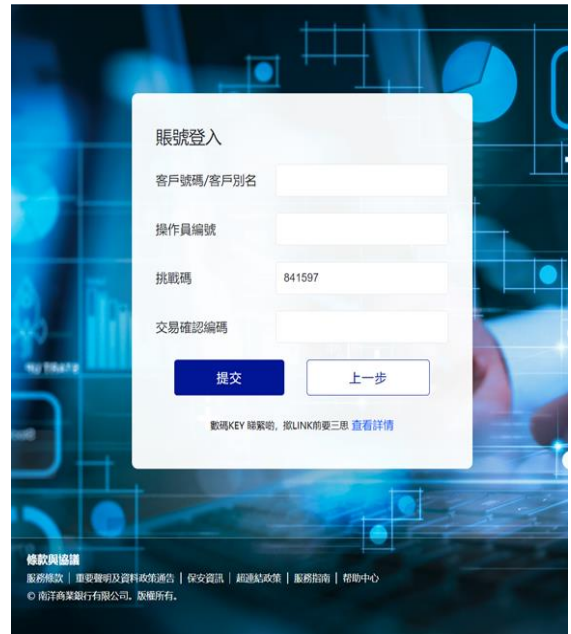 賬號登入
客戶號碼/客戶別名
操作員編號
挑戰碼 841597
交易確認編碼
提交 上一步
數碼KEY 睇緊啲，揿LINK前要三思 查看詳情
條款與協議
服務條款 | 重要聲明及資料政策通告 | 保安資訊 | 超連結政策 | 服務指南 | 帮助中心
© 南洋商業銀行有限公司。版權所有。